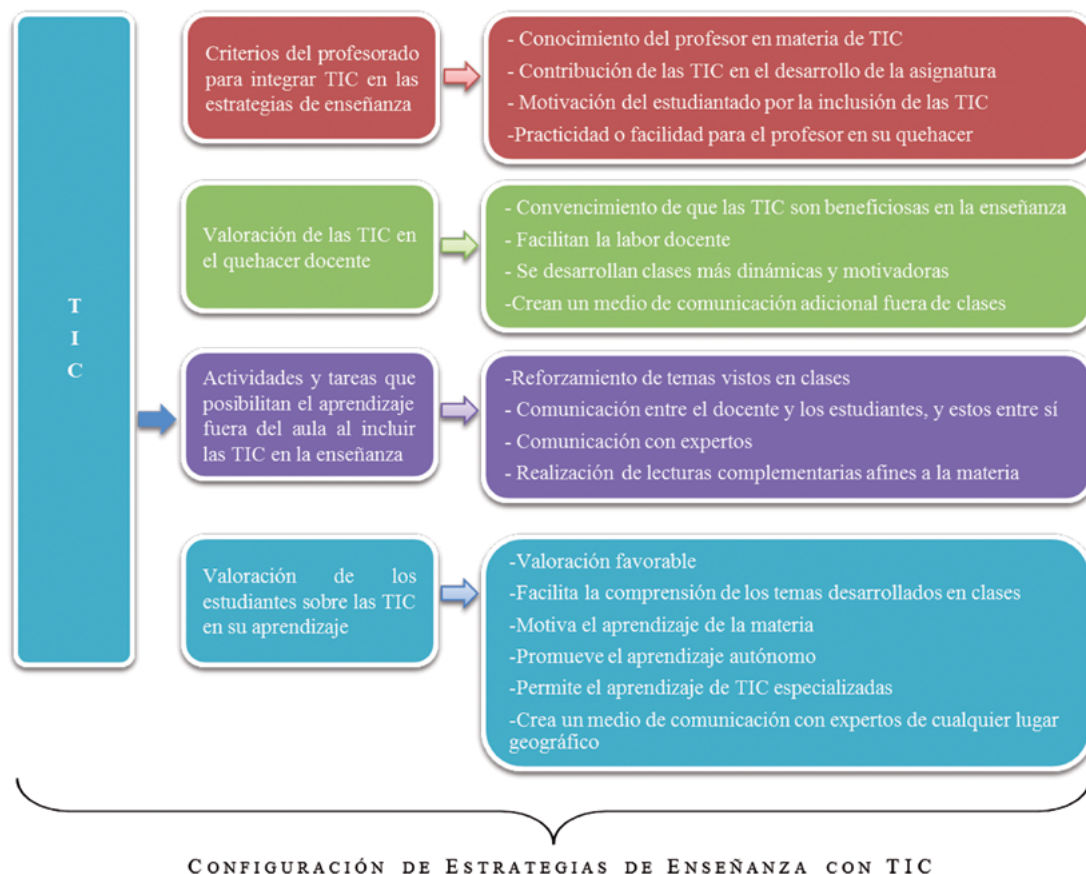 T
I
C
Criterios del profesorado
para integrar TIC en las
estrategias de enseñanza
- Conocimiento del profesor en materia de TIC
- Contribución de las TIC en el desarrollo de la asignatura
- Motivación del estudiantado por la inclusión de las TIC
-Practicidad o facilidad para el profesor en su quehacer
Valoración de las TIC en
el quehacer docente
- Convencimiento de que las TIC son beneficiosas en la enseñanza
- Facilitan la labor docente
- Se desarrollan clases más dinámicas y motivadoras
-Crean un medio de comunicación adicional fuera de clases
Actividades y tareas que
posibilitan el aprendizaje
fuera del aula al incluir
las TIC en la enseñanza
-Reforzamiento de temas vistos en clases
- Comunicación entre el docente y los estudiantes, y estos entre sí
- Comunicación con expertos
- Realización de lecturas complementarias afines a la materia
Valoración de los
estudiantes sobre las TIC
en su aprendizaje
-Valoración favorable
-Facilita la comprensión de los temas desarrollados en clases
- Motiva el aprendizaje de la materia
- Promueve el aprendizaje autónomo
- Permite el aprendizaje de TIC especializadas
-Crea un medio de comunicación con expertos de cualquier lugar
geográfico
CONFIGURACIÓN DE ESTRATEGIAS DE ENSEÑANZA CON TIC